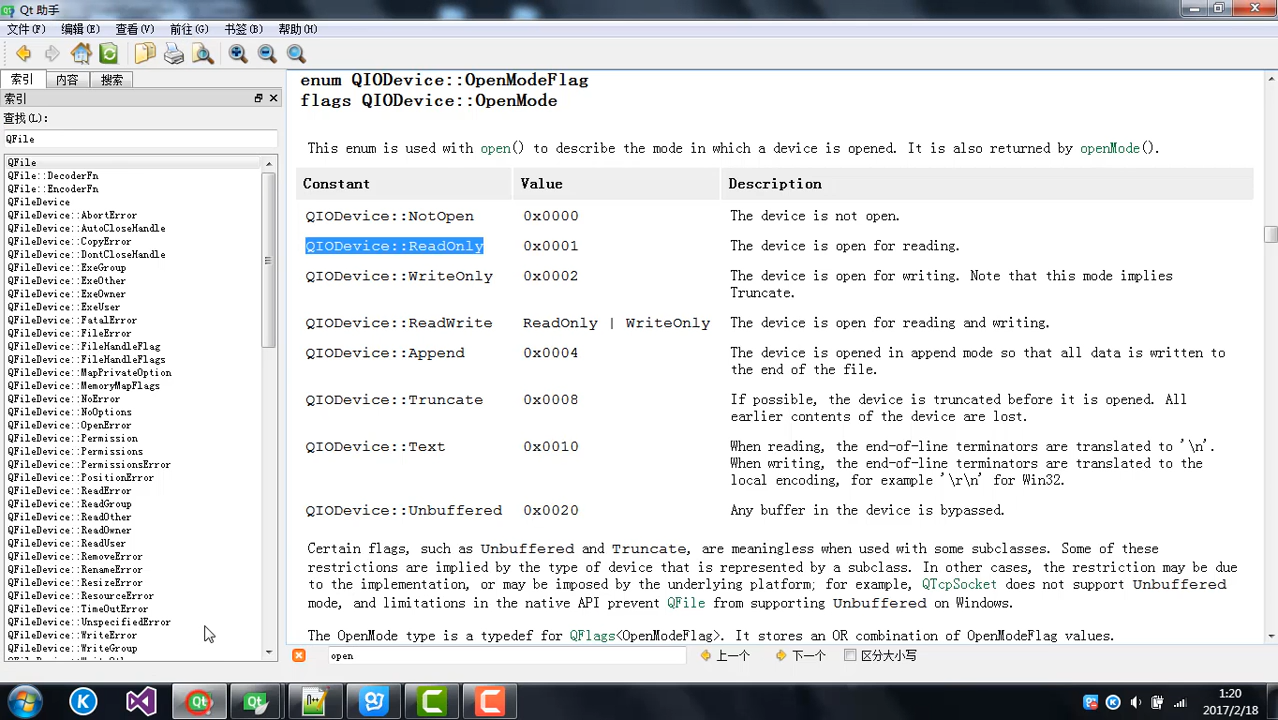 Qt 助手
文件(F) 编辑(E) 查看(V) 前往(G) 书签(B) 帮助(H)
索引 内容 搜索
索引
查找(L):
QFile
QFile
QFile::DecoderFn
QFile::EncoderFn
QFileDevice
QFileDevice::AbortError
QFileDevice::AutoCloseHandle
QFileDevice::CopyError
QFileDevice::DontCloseHandle
QFileDevice::ExeGroup
QFileDevice::ExeOther
QFileDevice::ExeOwner
QFileDevice::ExeUser
QFileDevice::FatalError
QFileDevice::FileError
QFileDevice::FileHandleFlag
QFileDevice::FileHandleFlags
QFileDevice::MapPrivateOption
QFileDevice::MemoryMapFlags
QFileDevice::NoError
QFileDevice::NoOptions
QFileDevice::OpenError
QFileDevice::Permission
QFileDevice::Permissions
QFileDevice::PermissionsError
QFileDevice::PositionError
QFileDevice::ReadError
QFileDevice::ReadGroup
QFileDevice::ReadOther
QFileDevice::ReadOwner
QFileDevice::ReadUser
QFileDevice::RemoveError
QFileDevice::RenameError
QFileDevice::ResizeError
QFileDevice::ResourceError
QFileDevice::TimeOutError
QFileDevice::UnspecifiedError
QFileDevice::WriteError
QFileDevice::WriteGroup
enum QIODevice::OpenModeFlag
flags QIODevice::OpenMode
This enum is used with open() to describe the mode in which a device is opened. It is also returned by openMode().
Constant Value Description
QIODevice::NotOpen 0x0000 The device is not open.
QIODevice::ReadOnly 0x0001 The device is open for reading.
QIODevice::WriteOnly 0x0002 The device is open for writing. Note that this mode implies
Truncate.
QIODevice::ReadWrite ReadOnly | WriteOnly The device is open for reading and writing.
QIODevice::Append 0x0004 The device is opened in append mode so that all data is written to
the end of the file.
QIODevice::Truncate 0x0008 If possible, the device is truncated before it is opened. All
earlier contents of the device are lost.
QIODevice::Text 0x0010 When reading, the end-of-line terminators are translated to '\n'.
When writing, the end-of-line terminators are translated to the
local encoding, for example '\r\n' for Win32.
QIODevice::Unbuffered 0x0020 Any buffer in the device is bypassed.
Certain flags, such as Unbuffered and Truncate, are meaningless when used with some subclasses. Some of these
restrictions are implied by the type of device that is represented by a subclass. In other cases, the restriction may be due
to the implementation, or may be imposed by the underlying platform; for example, QTcpSocket does not support Unbuffered
mode, and limitations in the native API prevent QFile from supporting Unbuffered on Windows.
The OpenMode type is a typedef for QFlags<OpenModeFlag>. It stores an OR combination of OpenModeFlag values.
open 上一个 下一个 区分大小写
1:20
2017/2/18